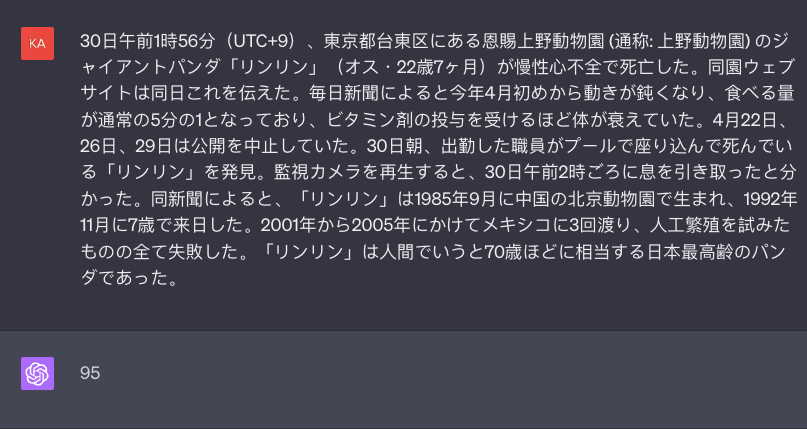 KA
30日午前1時56分（UTC+9）、東京都台東区にある恩賜上野動物園 (通称: 上野動物園) のジ
ャイアントパンダ「リンリン」（オス・22歳7ヶ月）が慢性心不全で死亡した。同園ウェブ
サイトは同日これを伝えた。毎日新聞によると今年4月初めから動きが鈍くなり、食べる量
が通常の5分の1となっており、ビタミン剤の投与を受けるほど体が衰えていた。4月22日、
26日、29日は公開を中止していた。30日朝、出勤した職員がプールで座り込んで死んでい
る「リンリン」を発見。監視カメラを再生すると、30日午前2時ごろに息を引き取ったと分
かった。同新聞によると、「リンリン」は1985年9月に中国の北京動物園で生まれ、1992年
11月に7歳で来日した。2001年から2005年にかけてメキシコに3回渡り、人工繁殖を試みた
ものの全て失敗した。「リンリン」は人間でいうと70歳ほどに相当する日本最高齢のパン
ダであった。
95